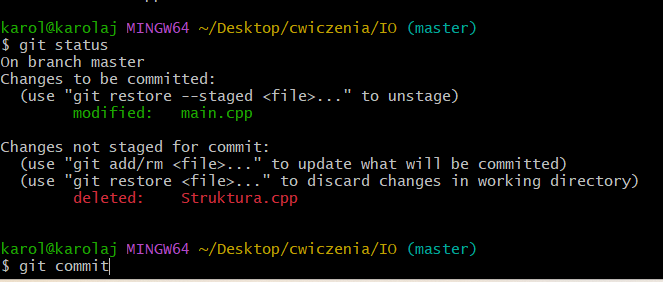 karol@karolaj MINGW64 ~/Desktop/cwiczenia/IO (master)
$ git status
On branch master
Changes to be committed:
  (use "git restore --staged <file>..." to unstage)
        modified:   main.cpp

Changes not staged for commit:
  (use "git add/rm <file>..." to update what will be committed)
  (use "git restore <file>..." to discard changes in working directory)
        deleted:    Struktura.cpp

karol@karolaj MINGW64 ~/Desktop/cwiczenia/IO (master)
$ git commit